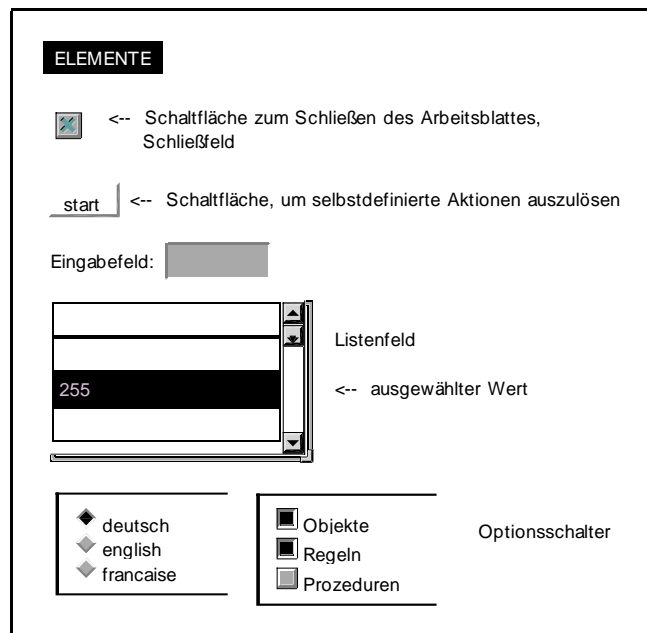 ELEMENTE
<-- Schaltfläche zum Schließen des Arbeitsblattes,
Schließfeld
start <-- Schaltfläche, um selbstdefinierte Aktionen auszulösen
Eingabefeld:
Listenfeld
255 <-- ausgewählter Wert
deutsch
english
francaise
Objekte
Regeln
Prozeduren
Optionsschalter